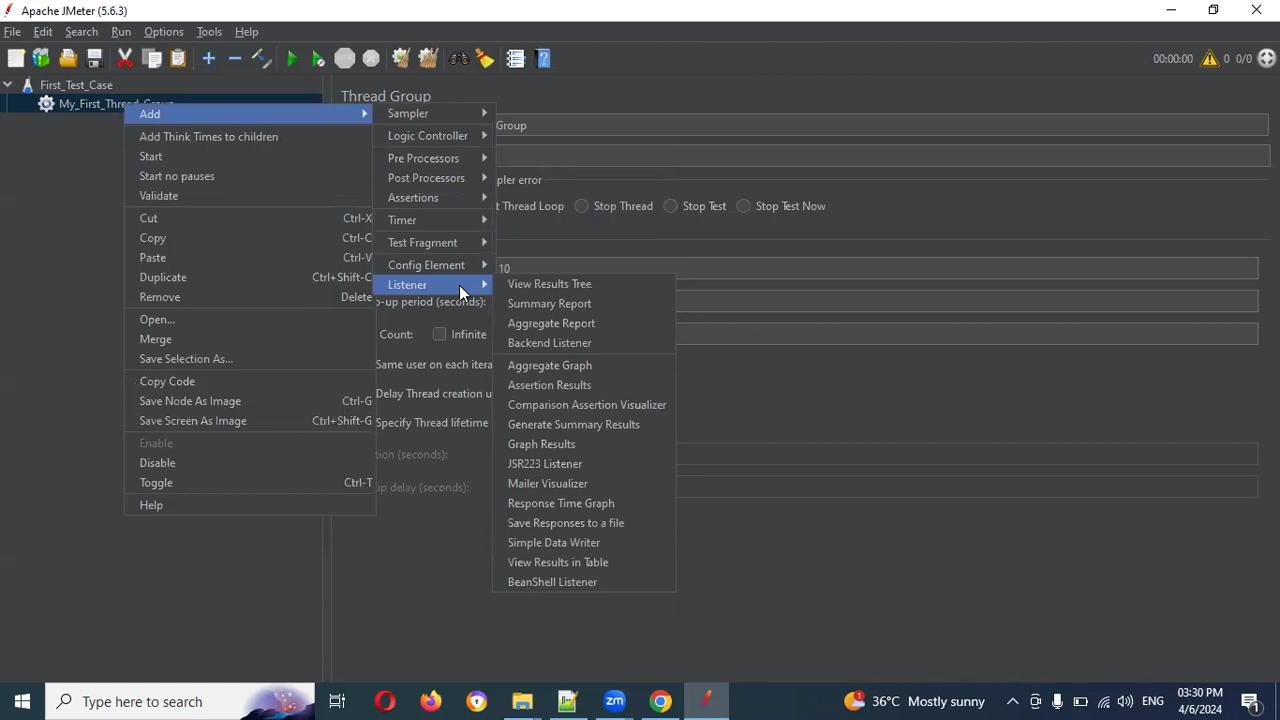 Apache JMeter (5.6.3)
File Edit Search Run Options Tools Help
00:00:00 0 0/0
First_Test_Case
My_First_Thread_Group
Thread Group
Add
Add Think Times to children
Start
Start no pauses
Validate
Cut Ctrl-X
Copy Ctrl-C
Paste Ctrl-V
Duplicate Ctrl+Shift-C
Remove Delete
Open...
Merge
Save Selection As...
Copy Code
Save Node As Image Ctrl+G
Save Screen As Image Ctrl+Shift-G
Enable
Disable
Toggle Ctrl-T
Help
Sampler
Logic Controller
Pre Processors
Post Processors
Assertions
Timer
Test Fragment
Config Element
Listener
Group
pler error
t Thread Loop Stop Thread Stop Test Stop Test Now
10
o-up period (seconds):
Count: Infinite
Same user on each itera
Delay Thread creation u
Specify Thread lifetime
tion (seconds):
up delay (seconds):
View Results Tree
Summary Report
Aggregate Report
Backend Listener
Aggregate Graph
Assertion Results
Comparison Assertion Visualizer
Generate Summary Results
Graph Results
JSR223 Listener
Mailer Visualizer
Response Time Graph
Save Responses to a file
Simple Data Writer
View Results in Table
BeanShell Listener
Type here to search
1
36°C Mostly sunny
ENG
03:30 PM
4/6/2024
1